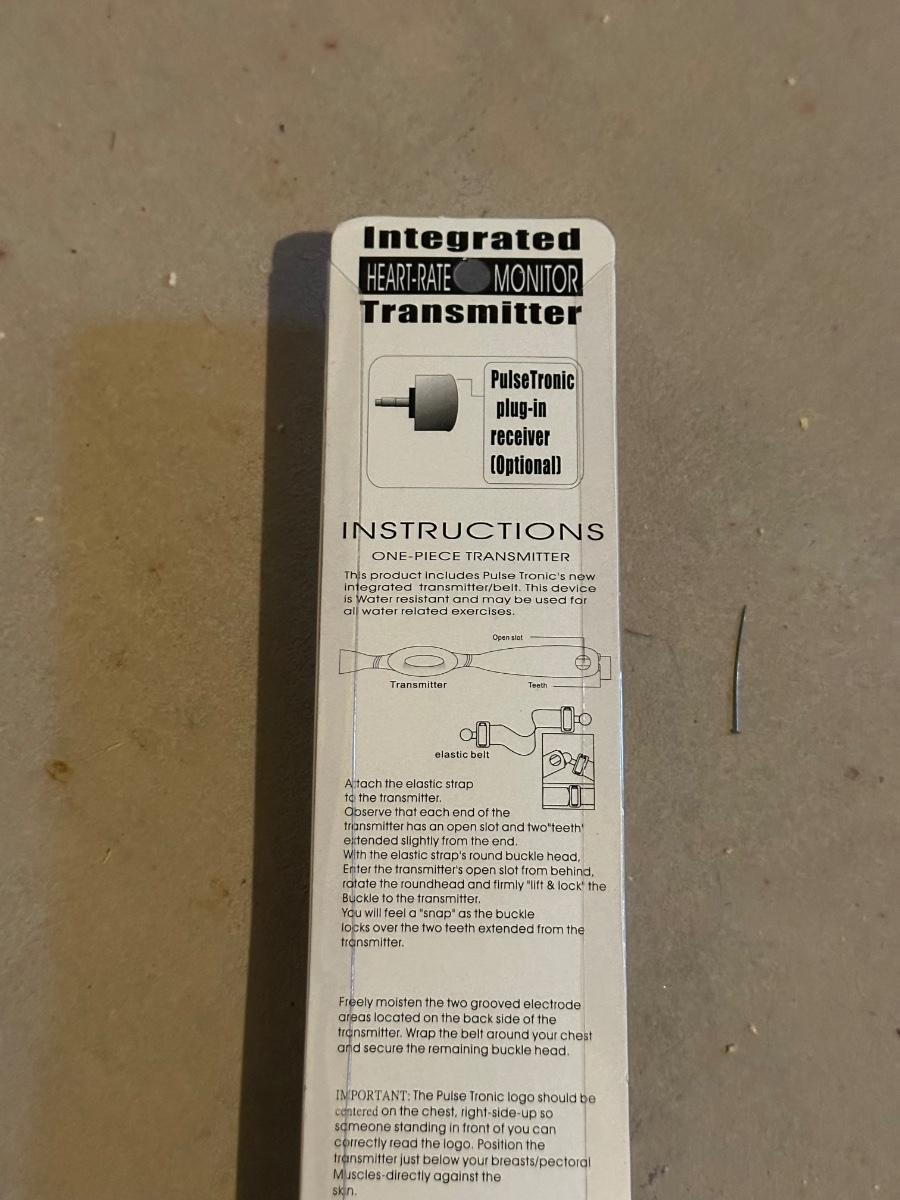 Integrated
HEART-RATE MONITOR
Transmitter
PulseTronic
plug-in
receiver
(Optional)
INSTRUCTIONS
ONE-PIECE TRANSMITTER
This product includes Pulse Tronic's new
integrated transmitter/belt. This device
is Water resistant and may be used for
all water related exercises.
Open slot
Transmitter
Teeth
elastic belt
Attach the elastic strap
to the transmitter.
Observe that each end of the
transmitter has an open slot and two"teeth'
extended slightly from the end.
With the elastic strap's round buckle head,
Enter the transmitter's open slot from behind,
rotate the roundhead and firmly "lift & lock' the
Buckle to the transmitter.
You will feel a "snap" as the buckle
locks over the two teeth extended from the
transmitter.
Freely moisten the two grooved electrode
areas located on the back side of the
transmitter. Wrap the belt around your chest
and secure the remaining buckle head.
IMPORTANT: The Pulse Tronic logo should be
centered on the chest, right-side-up so
someone standing in front of you can
correctly read the logo. Position the
transmitter just below your breasts/pectoral
Muscles-directly against the
skin.